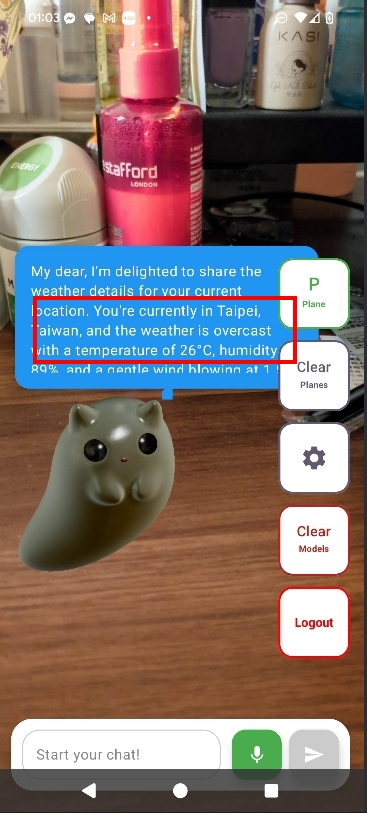 01:03
KASI
ENERGY
stafford
LONDON
My dear, I'm delighted to share the
weather details for your current
location. You're currently in Taipei,
Taiwan, and the weather is overcast
with a temperature of 26°C, humidity
89%, and a gentle wind blowing at 1.
P
Plane
Clear
Planes
Clear
Models
Logout
Start your chat!